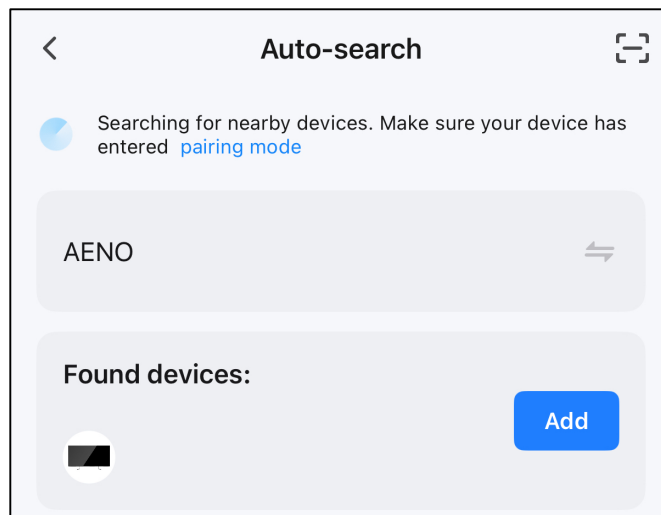 Auto-search
Searching for nearby devices. Make sure your device has
entered pairing mode
AENO
Found devices:
Add